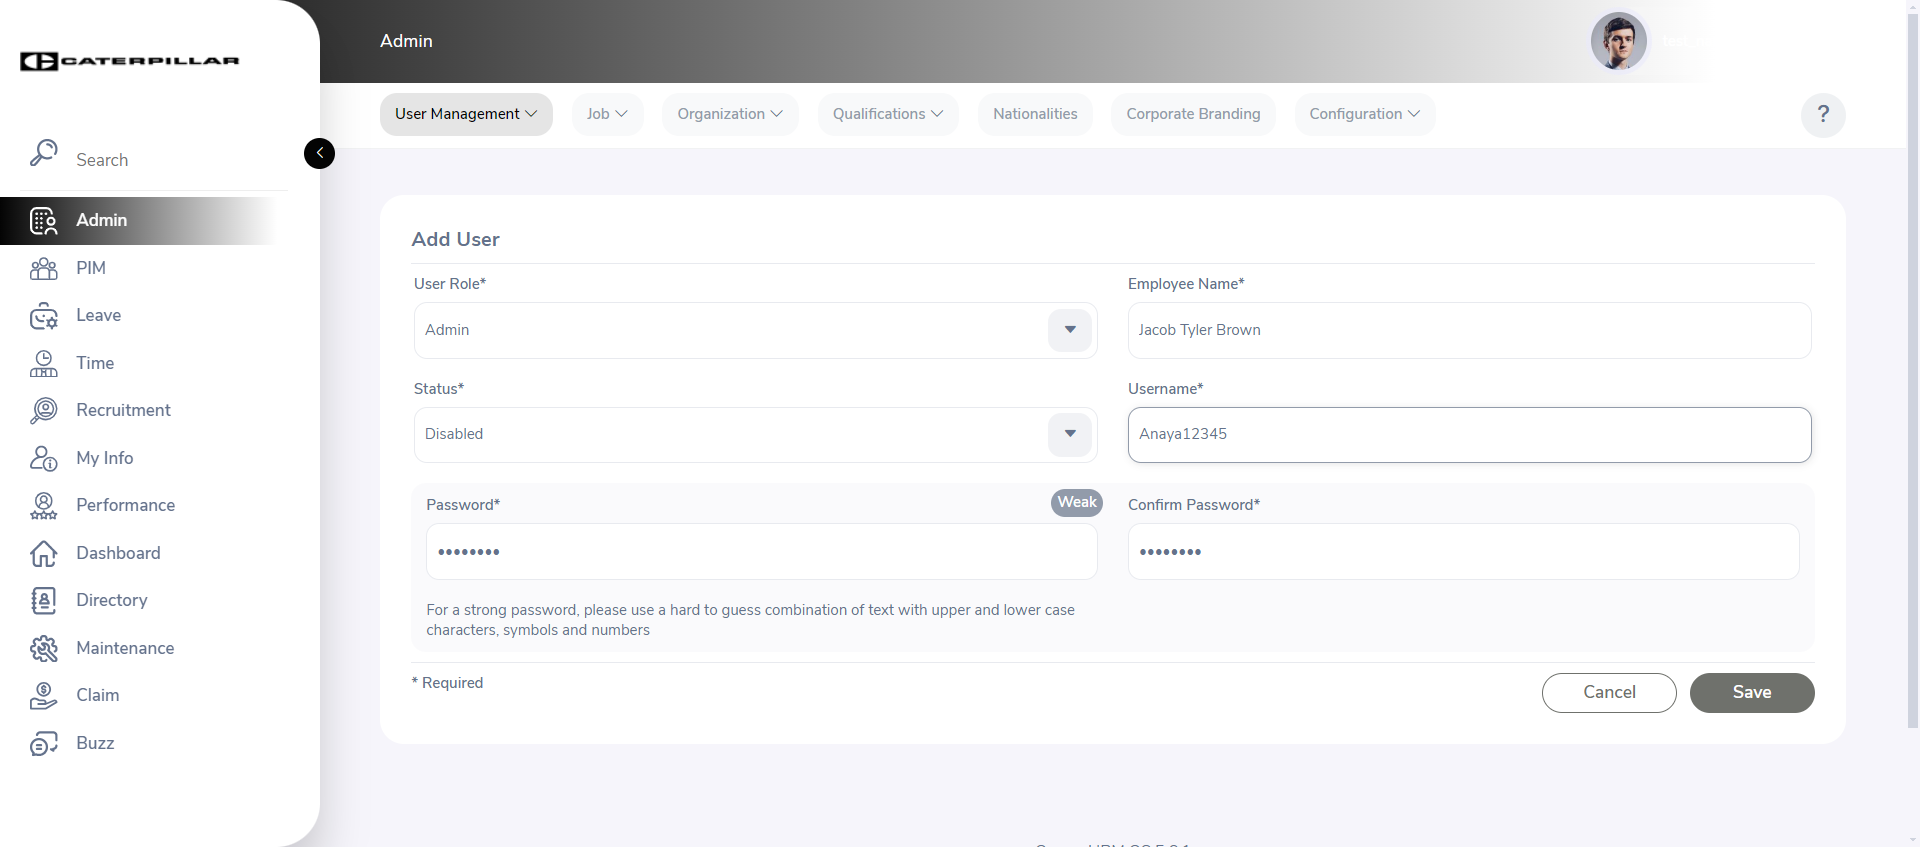 CATERPILLAR
Admin
User Management
Job
Organization
Qualifications
Nationalities
Corporate Branding
Configuration
?
Search
Admin
PIM
Leave
Time
Recruitment
My Info
Performance
Dashboard
Directory
Maintenance
Claim
Buzz
Add User
User Role*
Employee Name*
Admin
Jacob Tyler Brown
Status*
Username*
Disabled
Anaya12345
Password*
Weak
Confirm Password*
••••••••
••••••••
For a strong password, please use a hard to guess combination of text with upper and lower case
characters, symbols and numbers
* Required
Cancel
Save